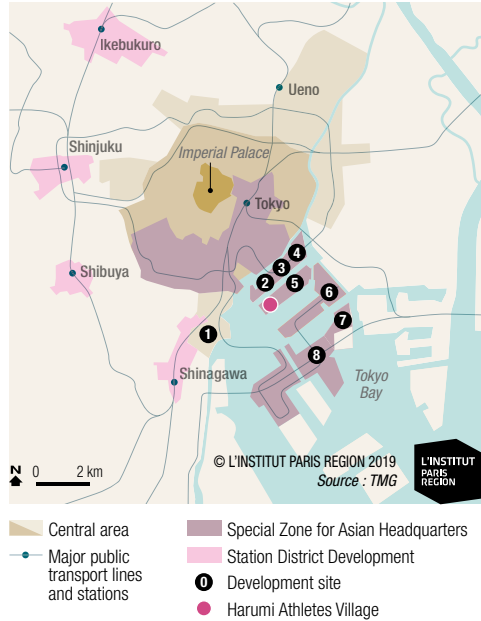 Ikebukuro
Ueno
Shinjuku
Imperial Palace
Tokyo
Shibuya
4
3
2
5
6
7
1
8
Shinagawa
Tokyo
Bay
N
0 2 km
© L'INSTITUT PARIS REGION 2019
Source : TMG
L'INSTITUT
PARIS
REGION
Central area
Major public
transport lines
and stations
Special Zone for Asian Headquarters
Station District Development
0 Development site
Harumi Athletes Village